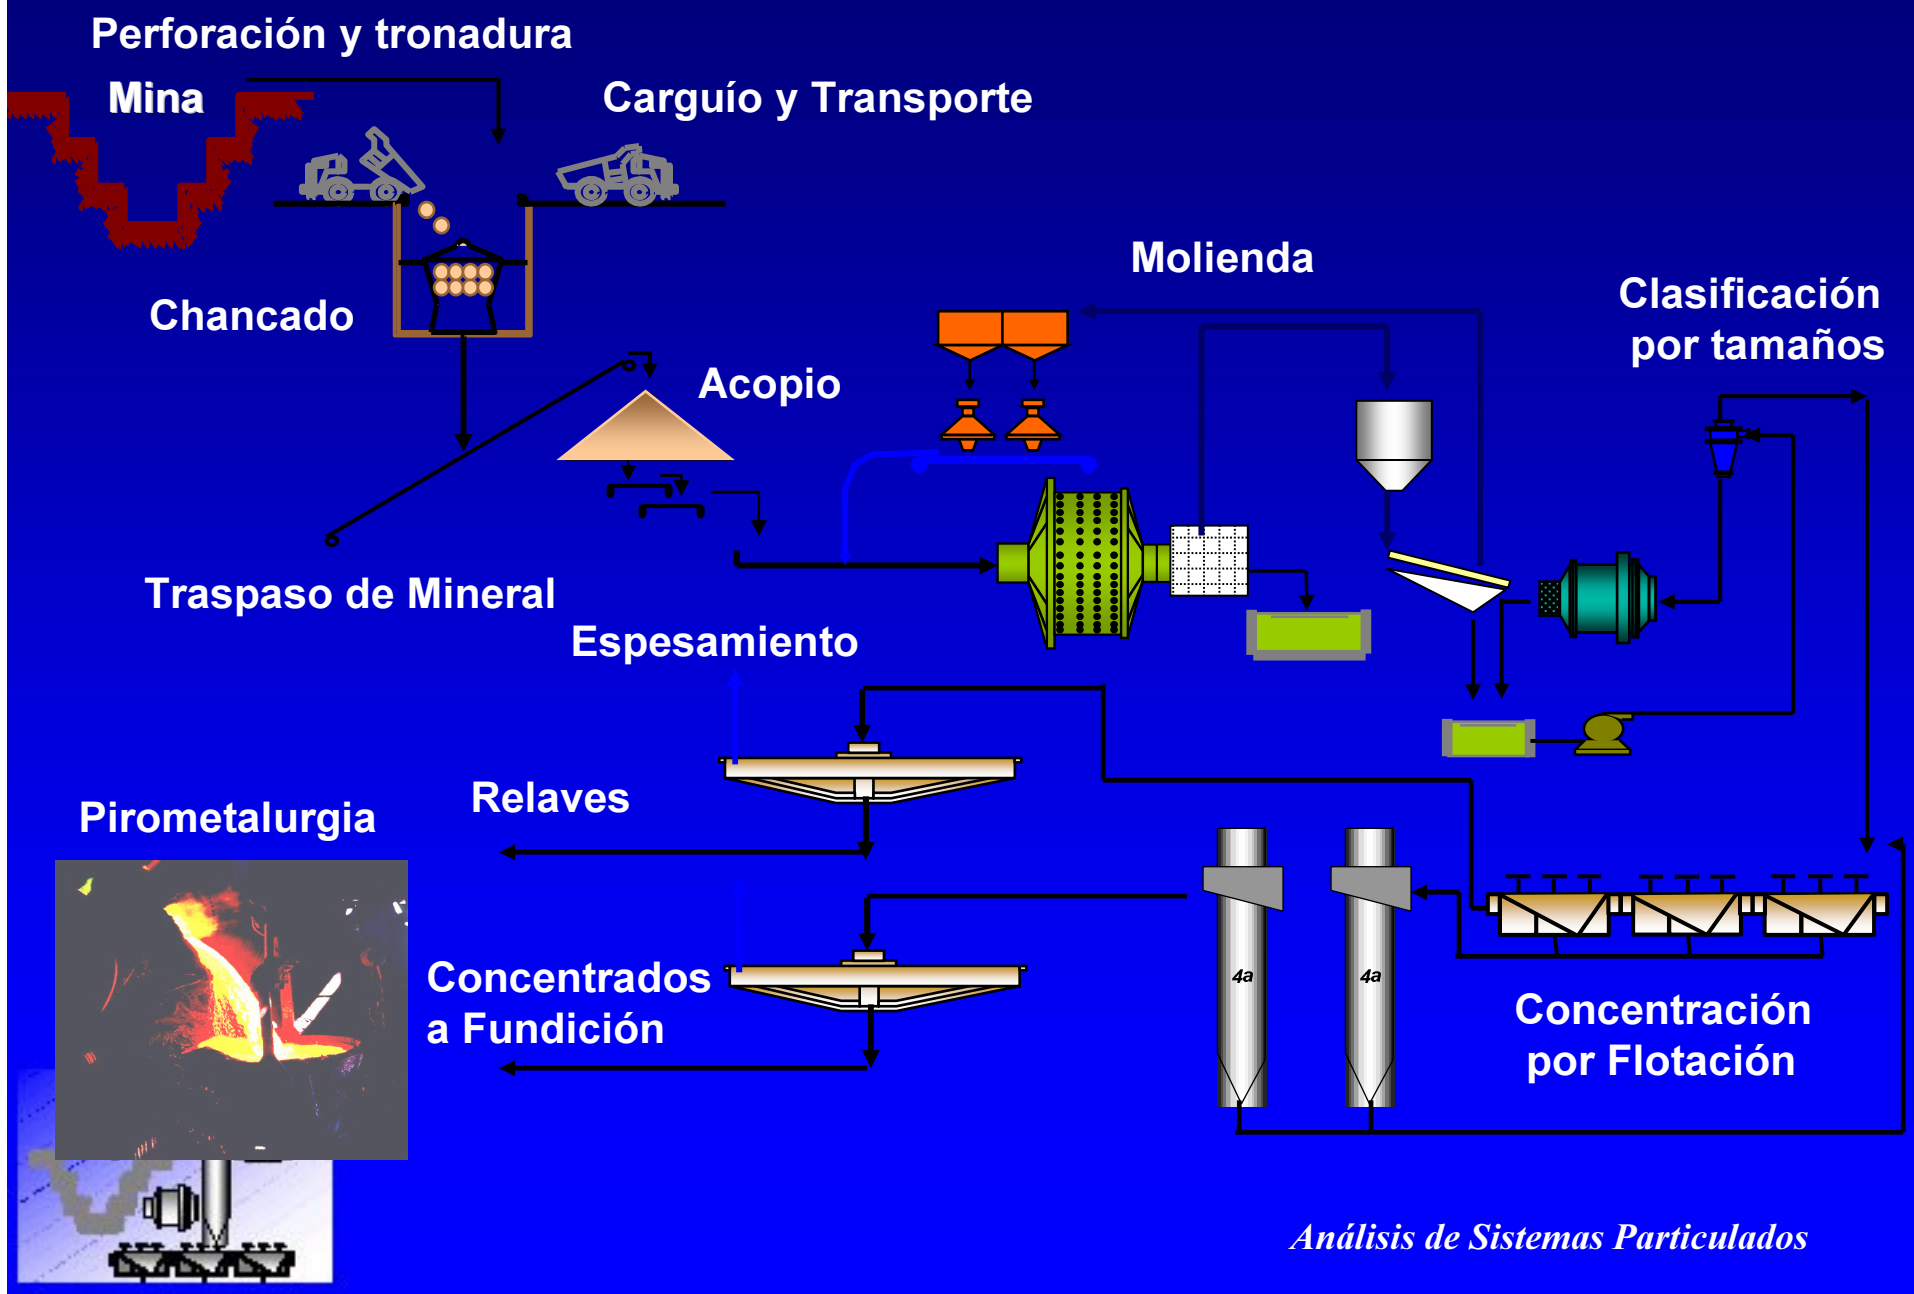 Perforación y tronadura
Mina
Carguío y Transporte
Molienda
Clasificación
por tamaños
Chancado
Acopio
Traspaso de Mineral
Espesamiento
Relaves
Pirometalurgia
4a
4a
Concentrados
a Fundición
Concentración
por Flotación
Análisis de Sistemas Particulados